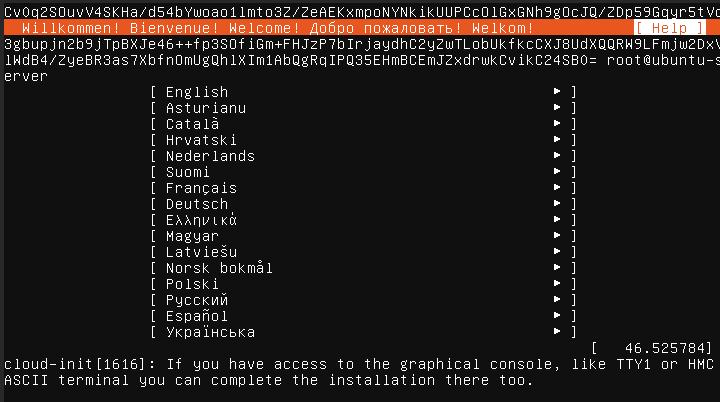 CvOq2SOuvV4SKHa/d54bYwoao1lmto3Z/ZeAEKxmpoNYNkikUUPCcOlGxGNh9gOcJQ/ZDp59Gqyr5tVo
Willkommen! Bienvenue! Welcome! Добро пожаловать! Welkom! [ Help ]
3gbupjn2b9jTpBXJe46++fp3SOfiGm+FHJzP7bIrjaydhC2yZwTLobUkfkcCXJ8UdXQQRW9LFmjw2DxV
lWdB4/ZyeBR3as7XbfnOmUgQhlXIm1AbQgRqIPQ35EHmBCEmJZxdrwkCvikC24SB0= root@ubuntu-s
erver
[ English ► ]
[ Asturianu ► ]
[ Català ► ]
[ Hrvatski ► ]
[ Nederlands ► ]
[ Suomi ► ]
[ Français ► ]
[ Deutsch ► ]
[ Ελληνικά ► ]
[ Magyar ► ]
[ Latviešu ► ]
[ Norsk bokmål ► ]
[ Polski ► ]
[ Русский ► ]
[ Español ► ]
[ Українська ► ]
[ 46.525784]
cloud-init[1616]: If you have access to the graphical console, like TTY1 or HMC
ASCII terminal you can complete the installation there too.